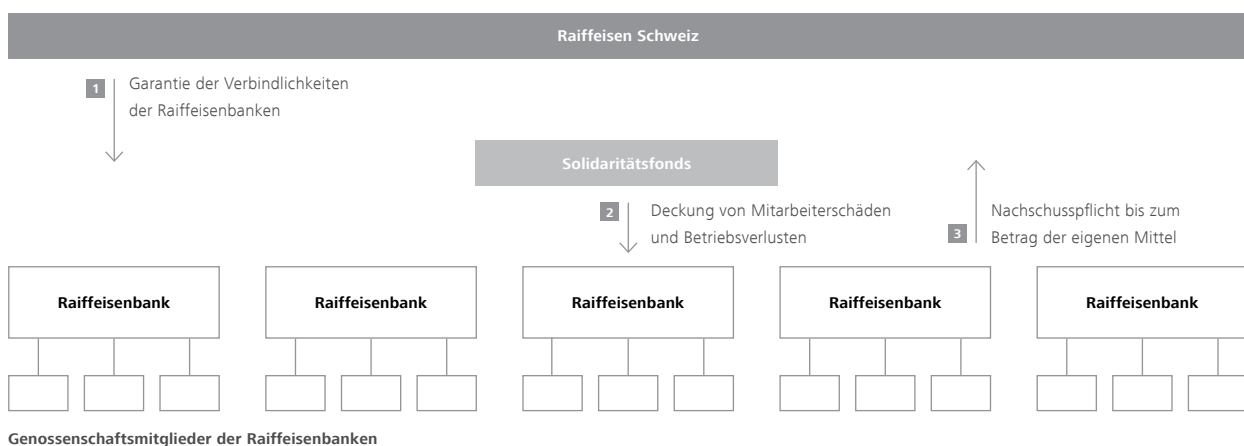 Raiffeisen Schweiz
1 Garantie der Verbindlichkeiten
der Raiffeisenbanken
Solidaritätsfonds
2 Deckung von Mitarbeiterschäden
und Betriebsverlusten
3 Nachschusspflicht bis zum
Betrag der eigenen Mittel
Raiffeisenbank
Raiffeisenbank
Raiffeisenbank
Raiffeisenbank
Raiffeisenbank
Genossenschaftsmitglieder der Raiffeisenbanken